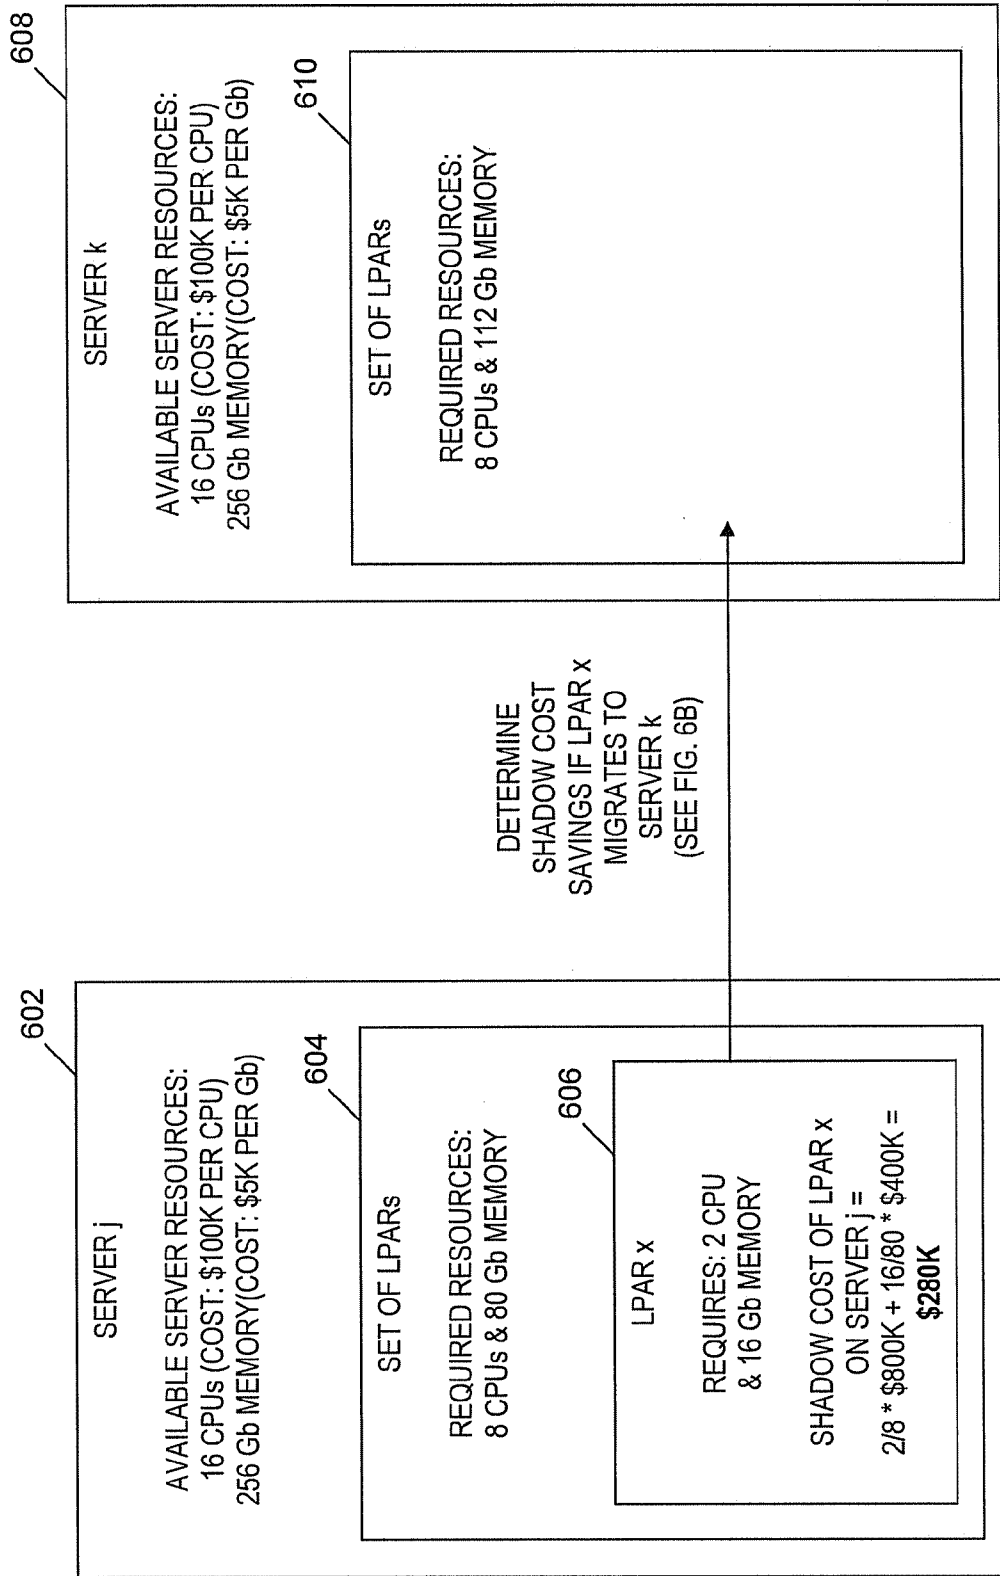 602
SERVER j
AVAILABLE SERVER RESOURCES:
16 CPUs (COST: $100K PER CPU)
256 Gb MEMORY(COST: $5K PER Gb)
604
SET OF LPARs
REQUIRED RESOURCES:
8 CPUs & 80 Gb MEMORY
606
LPAR x
REQUIRES: 2 CPU
& 16 Gb MEMORY
SHADOW COST OF LPAR x
ON SERVER j =
2/8 * $800K + 16/80 * $400K =
$280K
DETERMINE
SHADOW COST
SAVINGS IF LPAR x
MIGRATES TO
SERVER k
(SEE FIG. 6B)
608
SERVER k
AVAILABLE SERVER RESOURCES:
16 CPUs (COST: $100K PER CPU)
256 Gb MEMORY(COST: $5K PER Gb)
610
SET OF LPARs
REQUIRED RESOURCES:
8 CPUs & 112 Gb MEMORY